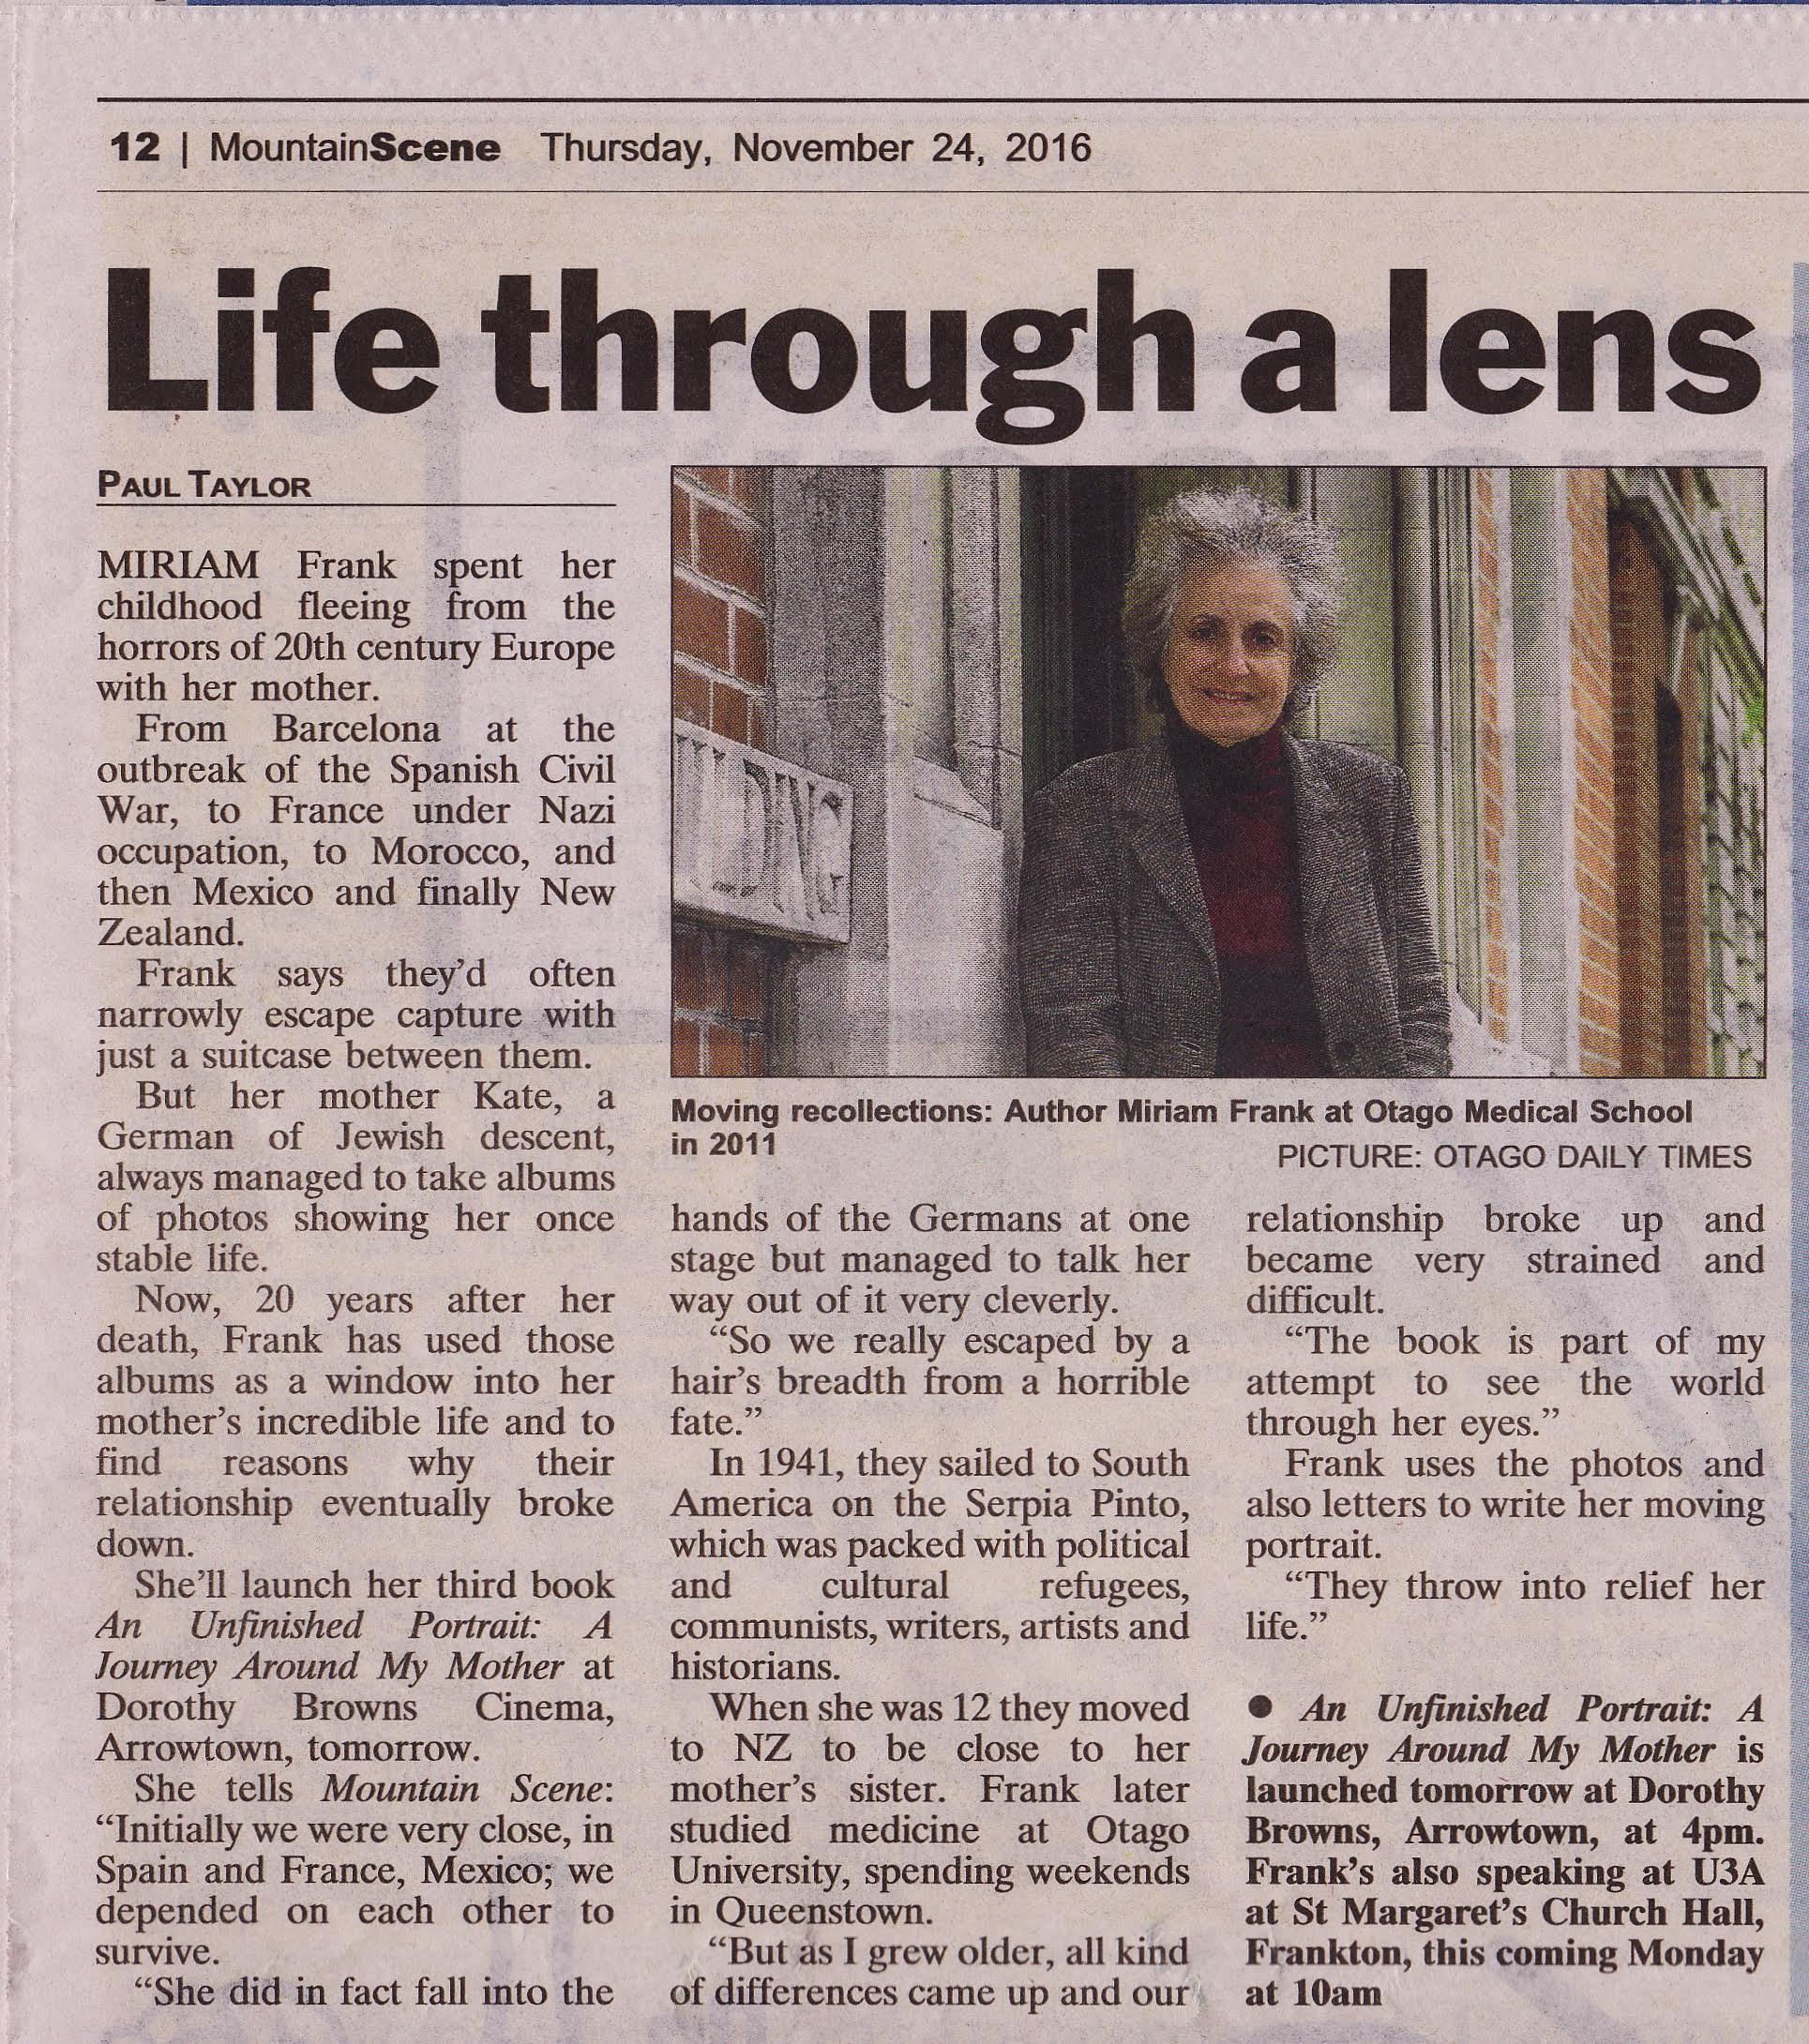 12 | MountainScene Thursday, November 24, 2016
Life through a lens
PAUL TAYLOR
MIRIAM Frank spent her
childhood fleeing from the
horrors of 20th century Europe
with her mother.
From Barcelona at the
outbreak of the Spanish Civil
War, to France under Nazi
occupation, to Morocco, and
then Mexico and finally New
Zealand.
Frank says they'd often
narrowly escape capture with
just a suitcase between them.
But her mother Kate, a
German of Jewish descent,
always managed to take albums
of photos showing her once
stable life.
Now, 20 years after her
death, Frank has used those
albums as a window into her
mother's incredible life and to
find reasons why their
relationship eventually broke
down.
She'll launch her third book
An Unfinished Portrait: A
Journey Around My Mother at
Dorothy Browns Cinema,
Arrowtown, tomorrow.
She tells Mountain Scene:
“Initially we were very close, in
Spain and France, Mexico; we
depended on each other to
survive.
“She did in fact fall into the
ILDING
Moving recollections: Author Miriam Frank at Otago Medical School
in 2011
PICTURE: OTAGO DAILY TIMES
hands of the Germans at one
stage but managed to talk her
way out of it very cleverly.
“So we really escaped by a
hair's breadth from a horrible
fate.”
In 1941, they sailed to South
America on the Serpia Pinto,
which was packed with political
and cultural refugees,
communists, writers, artists and
historians.
When she was 12 they moved
to NZ to be close to her
mother's sister. Frank later
studied medicine at Otago
University, spending weekends
in Queenstown.
“But as I grew older, all kind
of differences came up and our
relationship broke up and
became very strained and
difficult.
“The book is part of my
attempt to see the world
through her eyes.”
Frank uses the photos and
also letters to write her moving
portrait.
“They throw into relief her
life.”
● An Unfinished Portrait: A
Journey Around My Mother is
launched tomorrow at Dorothy
Browns, Arrowtown, at 4pm.
Frank's also speaking at U3A
at St Margaret's Church Hall,
Frankton, this coming Monday
at 10am